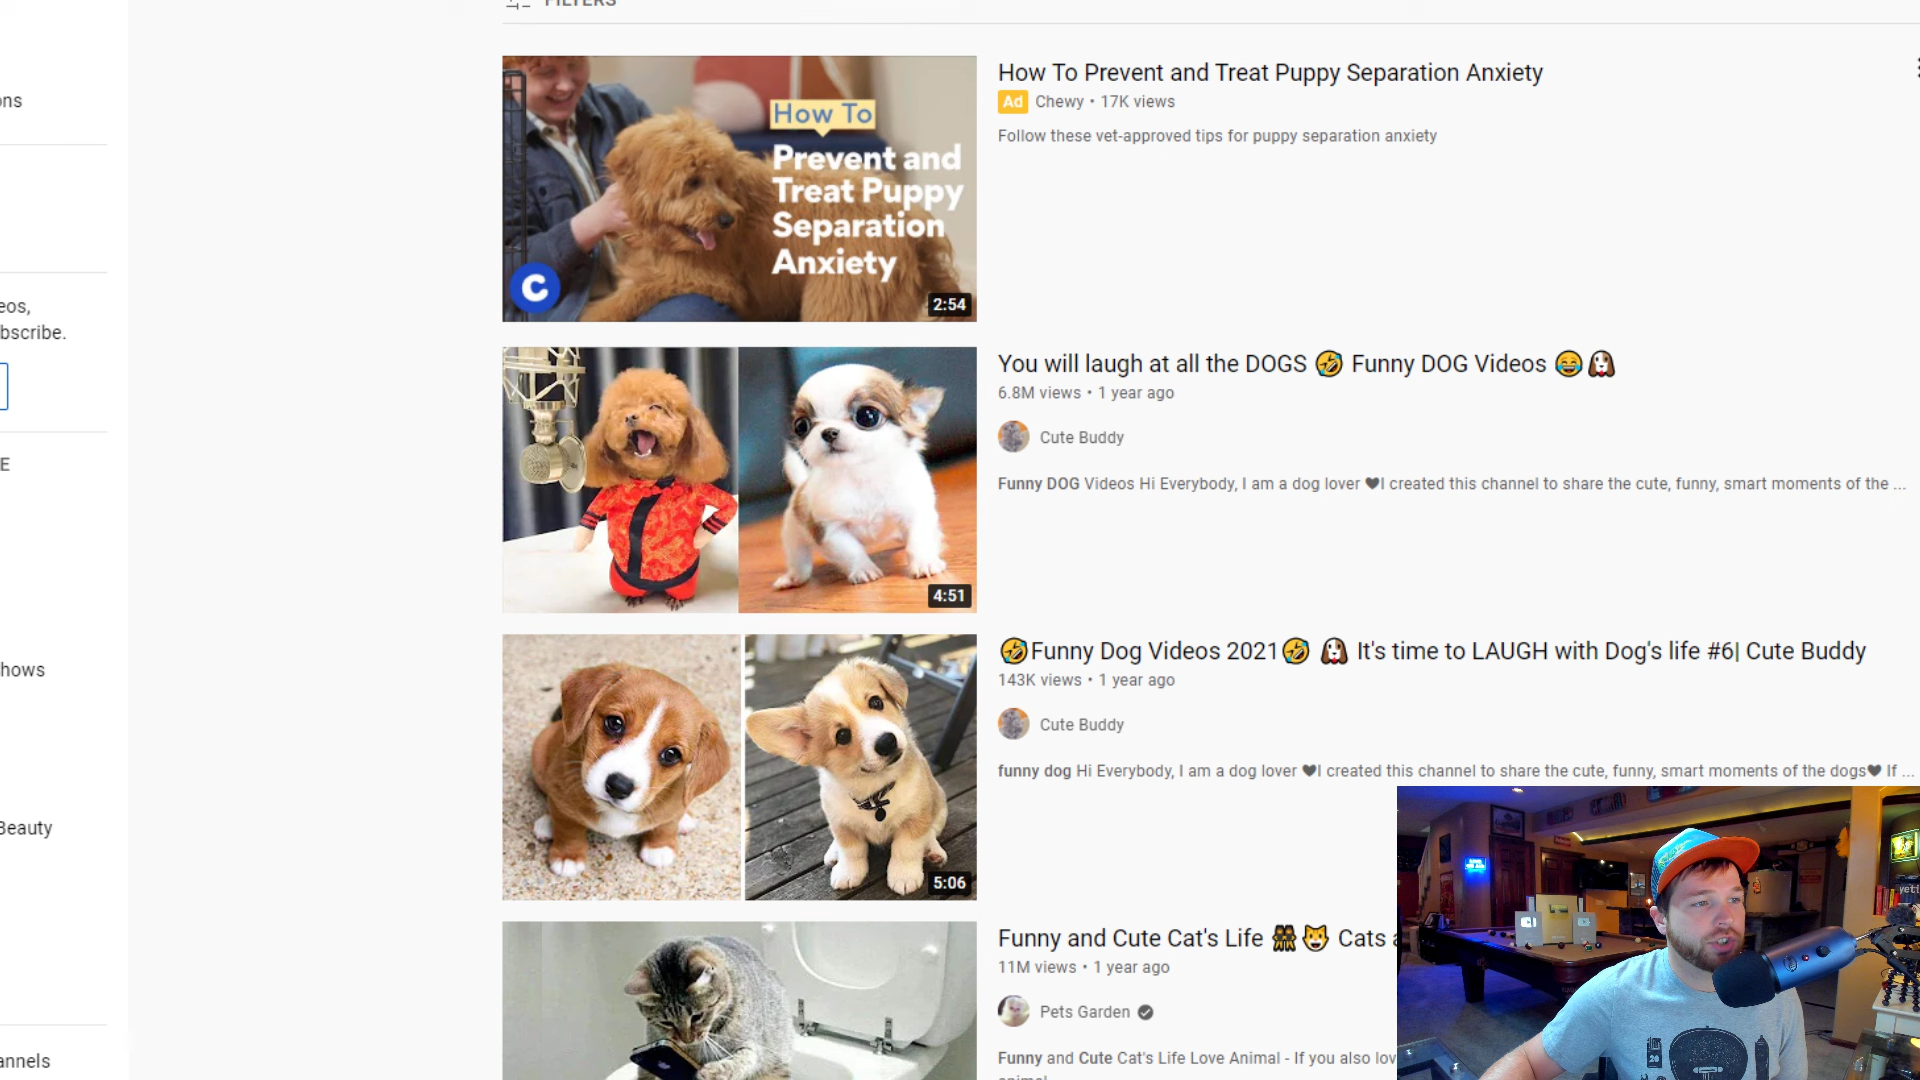 FILTERS
ons
eos,
bscribe.
E
hows
Beauty
annels
How To
Prevent and
Treat Puppy
Separation
Anxiety
C
2:54
How To Prevent and Treat Puppy Separation Anxiety
Ad Chewy • 17K views
Follow these vet-approved tips for puppy separation anxiety
4:51
You will laugh at all the DOGS 🤣 Funny DOG Videos 😂🐶
6.8M views • 1 year ago
Cute Buddy
Funny DOG Videos Hi Everybody, I am a dog lover ❤I created this channel to share the cute, funny, smart moments of the ...
5:06
🤣Funny Dog Videos 2021🤣 🐶 It's time to LAUGH with Dog's life #6| Cute Buddy
143K views • 1 year ago
Cute Buddy
funny dog Hi Everybody, I am a dog lover ❤I created this channel to share the cute, funny, smart moments of the dogs❤ If ...
Funny and Cute Cat's Life 👭😺 Cats
11M views • 1 year ago
Pets Garden
Funny and Cute Cat's Life Love Animal - If you also lov
yeti